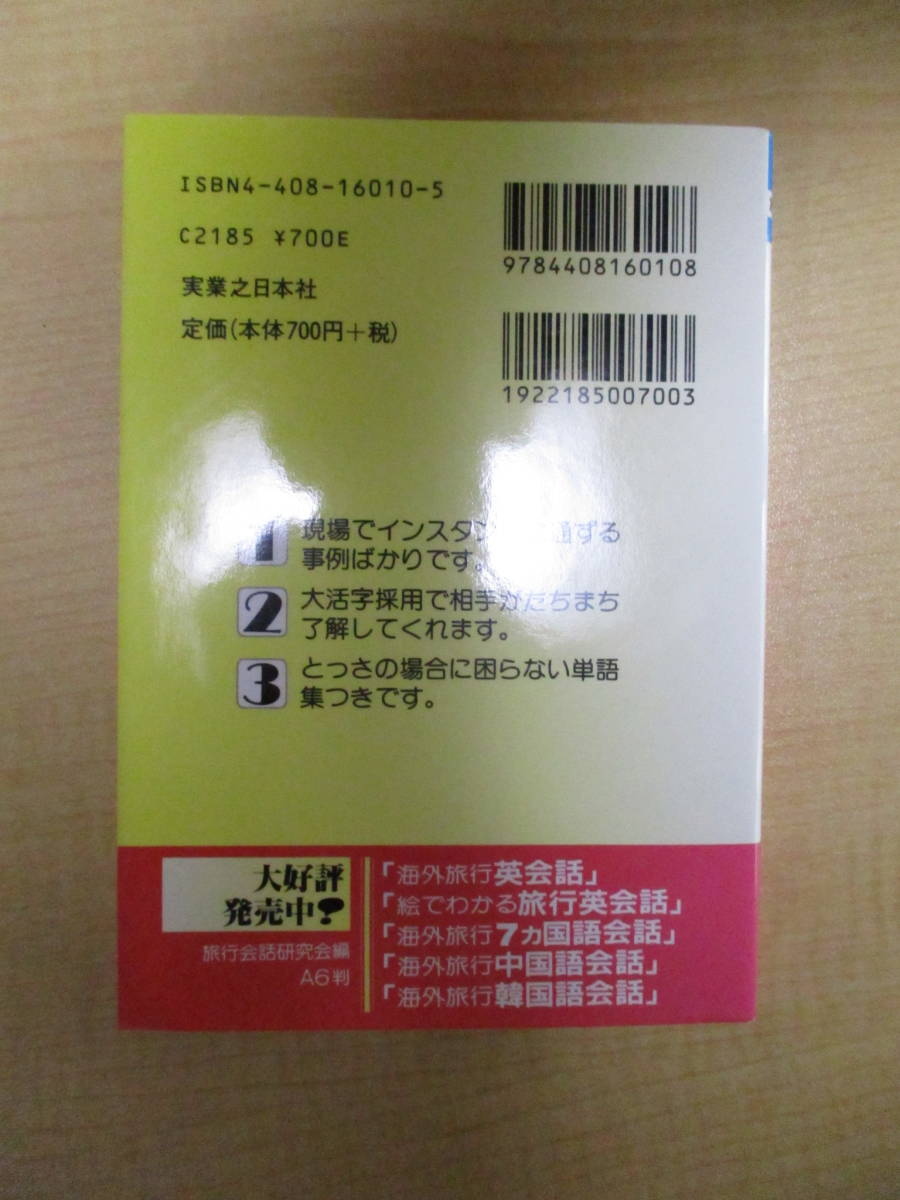 ISBN4-408-16010-5
C2185 ¥700E
実業之日本社
定価(本体700円+税)
9784408160108
1922185007003
1 現場でインスタン 通ずる
事例ばかりです。
2 大活字採用で相手がたちまち
了解してくれます。
3 とっさの場合に困らない単語
集つきです。
大好評
発売中!
旅行会話研究会編
A6判
「海外旅行英会話」
「絵でわかる旅行英会話」
「海外旅行7ヵ国語会話」
「海外旅行中国語会話」
「海外旅行韓国語会話」